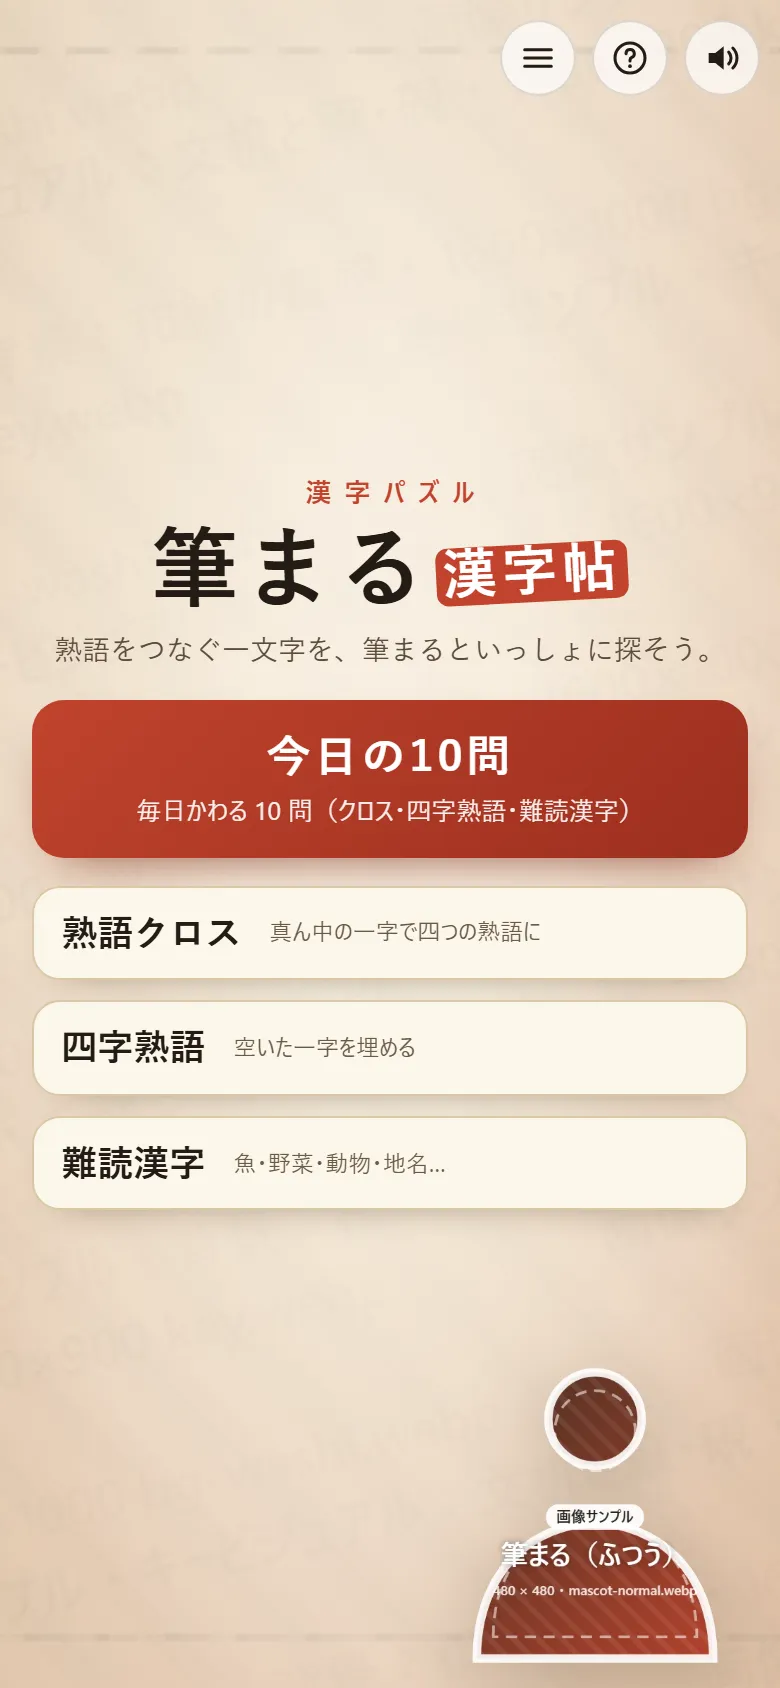 漢字パズル
筆まる 漢字帖
熟語をつなぐ一文字を、筆まるといっしょに探そう。
今日の10問
毎日かわる 10 問（クロス・四字熟語・難読漢字）
熟語クロス 真ん中の一字で四つの熟語に
四字熟語 空いた一字を埋める
難読漢字 魚・野菜・動物・地名…
画像サンプル
筆まる（ふつう）
480 × 480・mascot-normal.webp